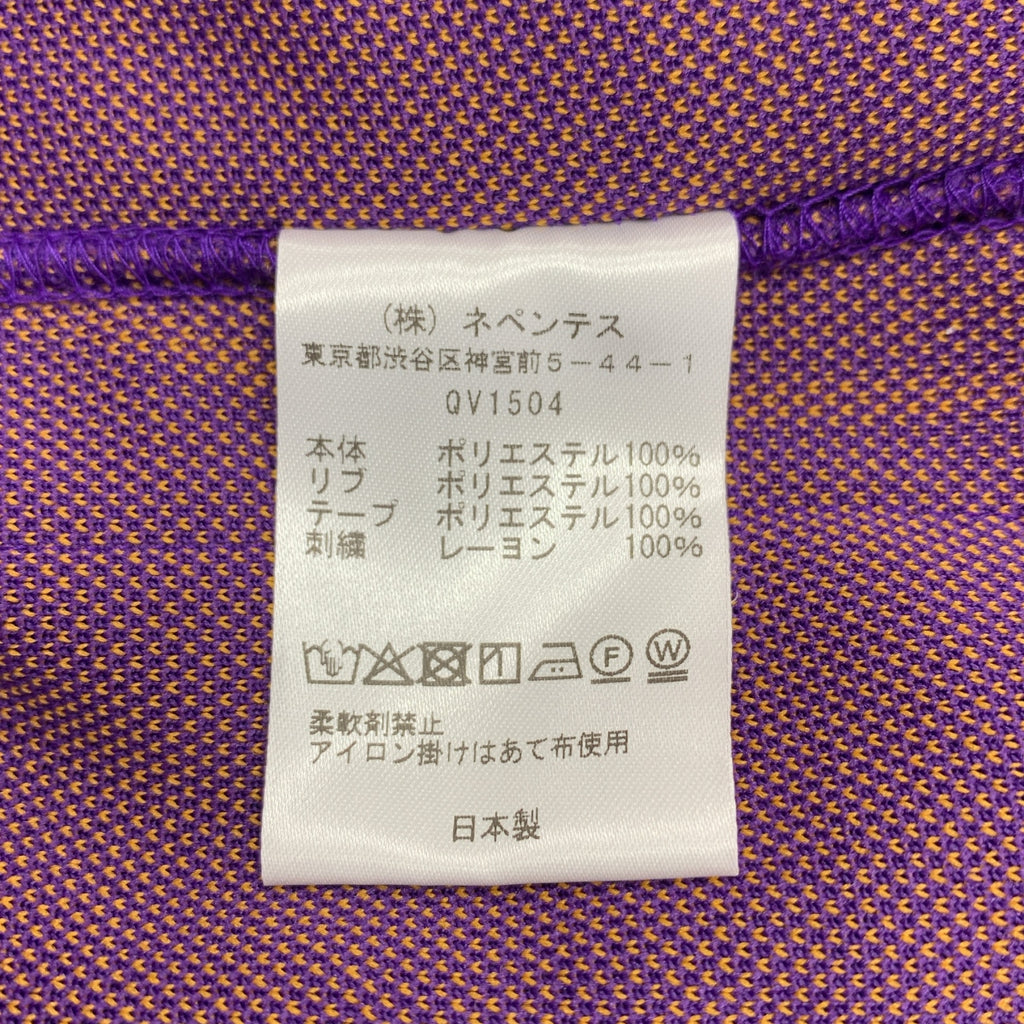 （株）ネペンテス
東京都渋谷区神宮前５－４４－１
QV1504
本体 ポリエステル100%
リブ ポリエステル100%
テープ ポリエステル100%
刺繍 レーヨン 100%
F W
柔軟剤禁止
アイロン掛けはあて布使用
日本製